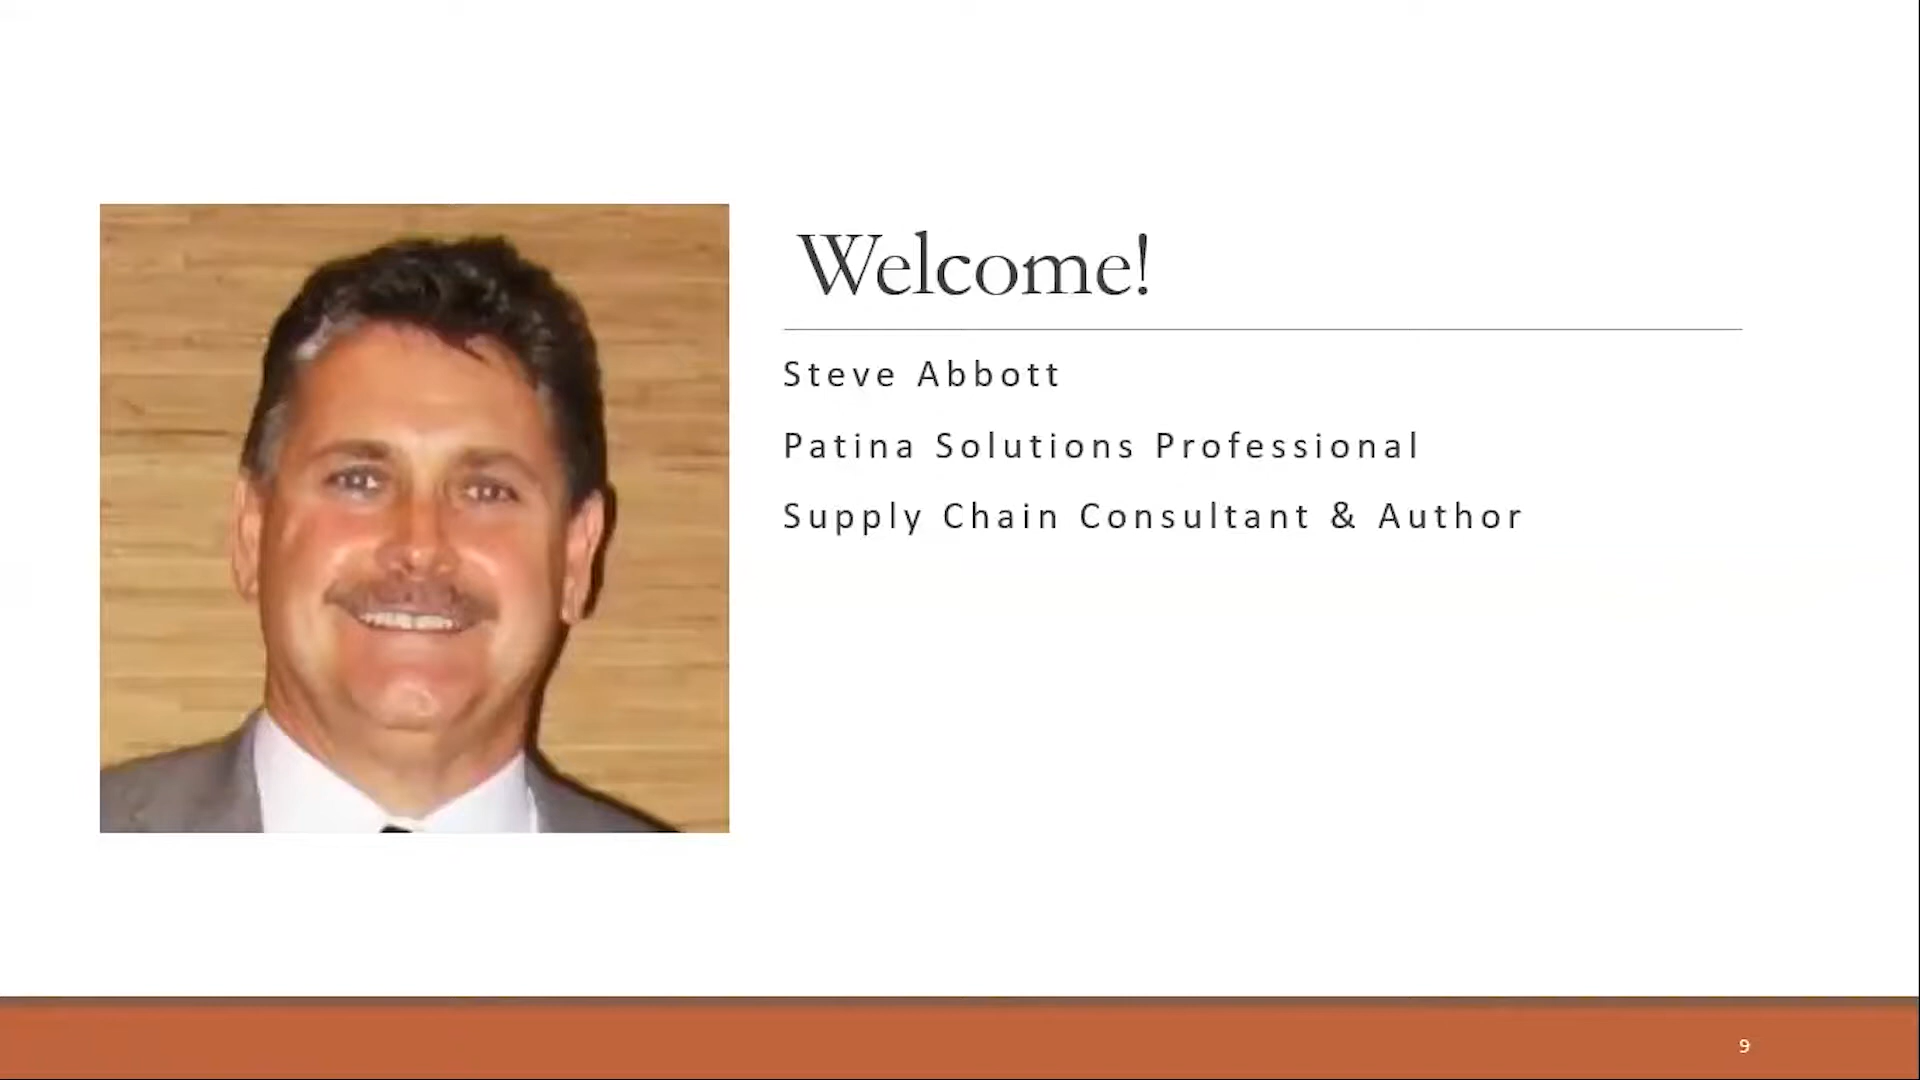 Welcome!
Steve Abbott
Patina Solutions Professional
Supply Chain Consultant & Author
9